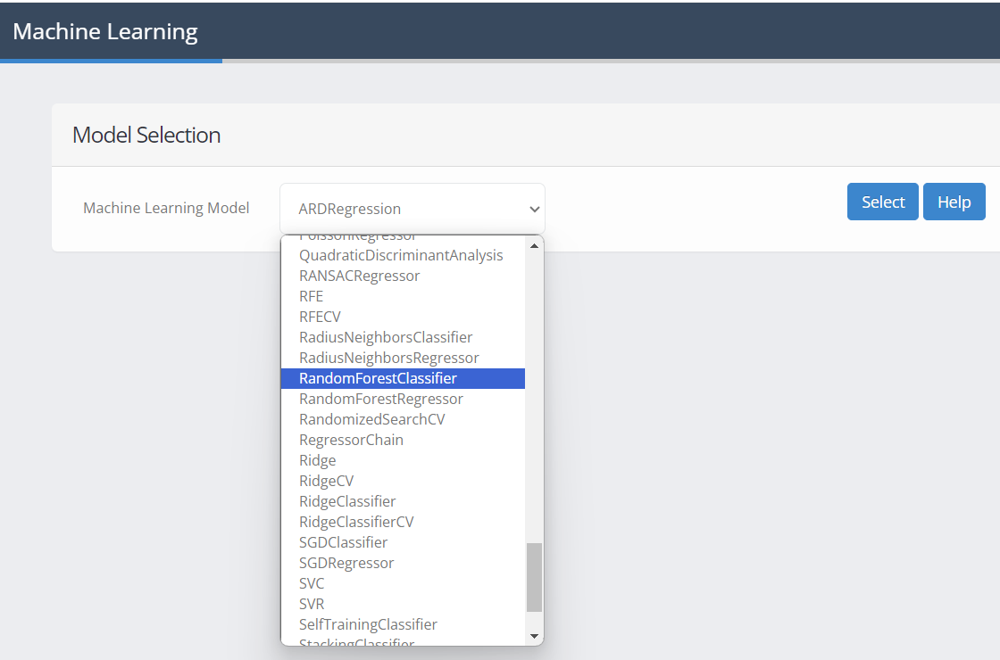 Machine Learning
Model Selection
Machine Learning Model
ARDRegression
Select
Help
PoissonRegressor
QuadraticDiscriminantAnalysis
RANSACRegressor
RFE
RFECV
RadiusNeighborsClassifier
RadiusNeighborsRegressor
RandomForestClassifier
RandomForestRegressor
RandomizedSearchCV
RegressorChain
Ridge
RidgeCV
RidgeClassifier
RidgeClassifierCV
SGDClassifier
SGDRegressor
SVC
SVR
SelfTrainingClassifier
StackingClassifier